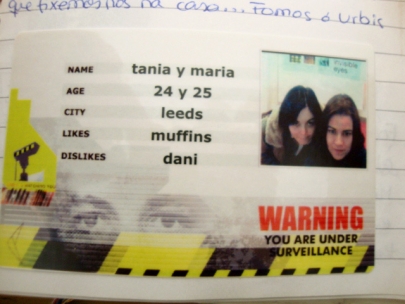 que fixemos nós na casa... Fomos ó Urbis
NAME tania y maria
AGE 24 y 25
CITY leeds
LIKES muffins
DISLIKES dani
WARNING
YOU ARE UNDER
SURVEILLANCE